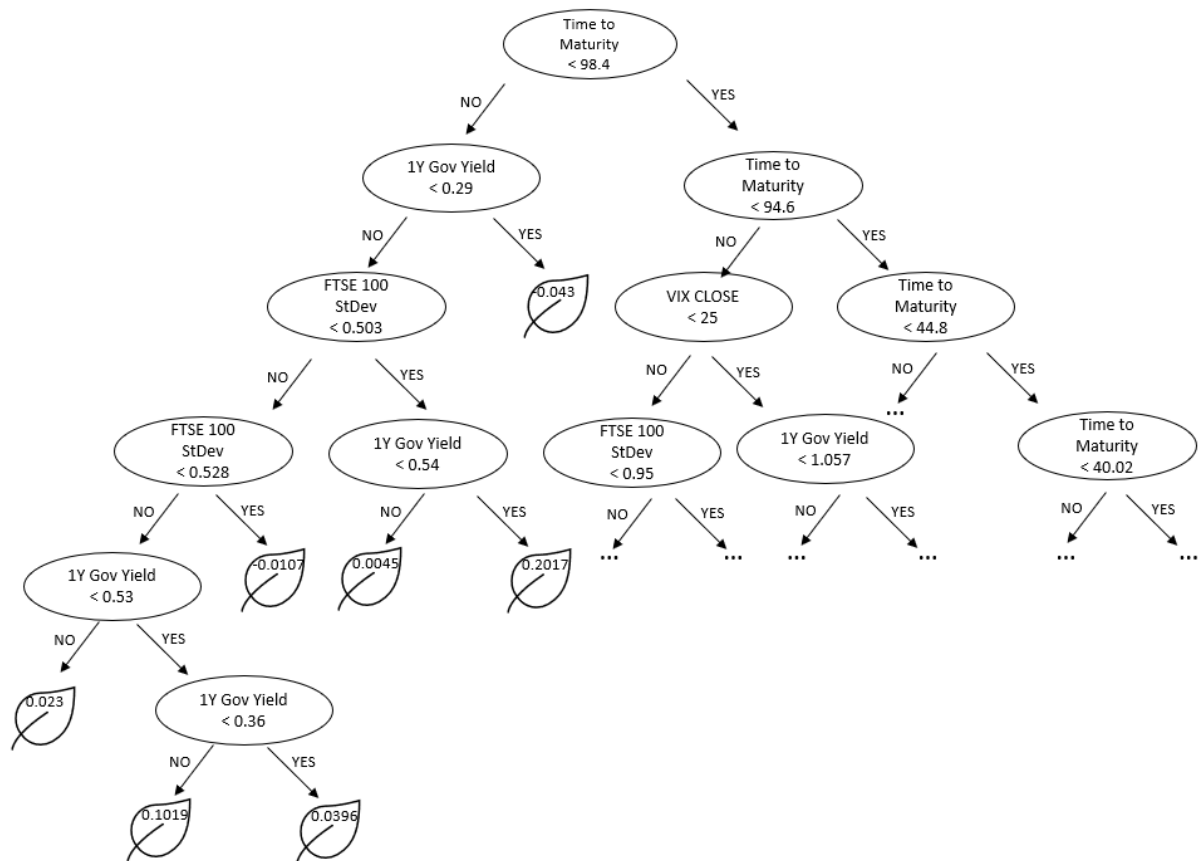 Time to
Maturity
< 98.4
NO
YES
1Y Gov Yield
< 0.29
Time to
Maturity
< 94.6
NO
YES
NO
YES
FTSE 100
StDev
< 0.503
-0.043
VIX CLOSE
< 25
Time to
Maturity
< 44.8
NO
YES
NO
YES
NO
YES
...
FTSE 100
StDev
< 0.528
1Y Gov Yield
< 0.54
FTSE 100
StDev
< 0.95
1Y Gov Yield
< 1.057
Time to
Maturity
< 40.02
NO
YES
NO
YES
NO
YES
NO
YES
NO
YES
-0.0107
0.0045
0.2017
...
...
...
...
...
...
1Y Gov Yield
< 0.53
NO
YES
0.023
1Y Gov Yield
< 0.36
NO
YES
0.1019
0.0396